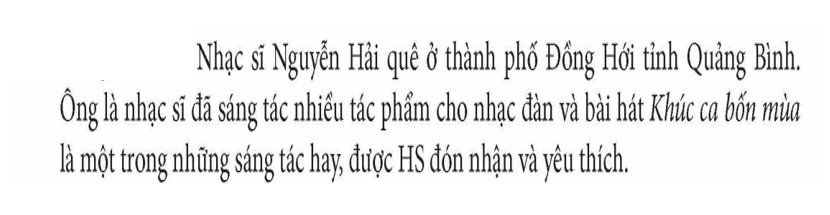 Nhạc sĩ Nguyễn Hải quê ở thành phố Đồng Hới tỉnh Quảng Bình.
Ông là nhạc sĩ đã sáng tác nhiều tác phẩm cho nhạc đàn và bài hát Khúc ca bốn mùa
là một trong những sáng tác hay, được HS đón nhận và yêu thích.